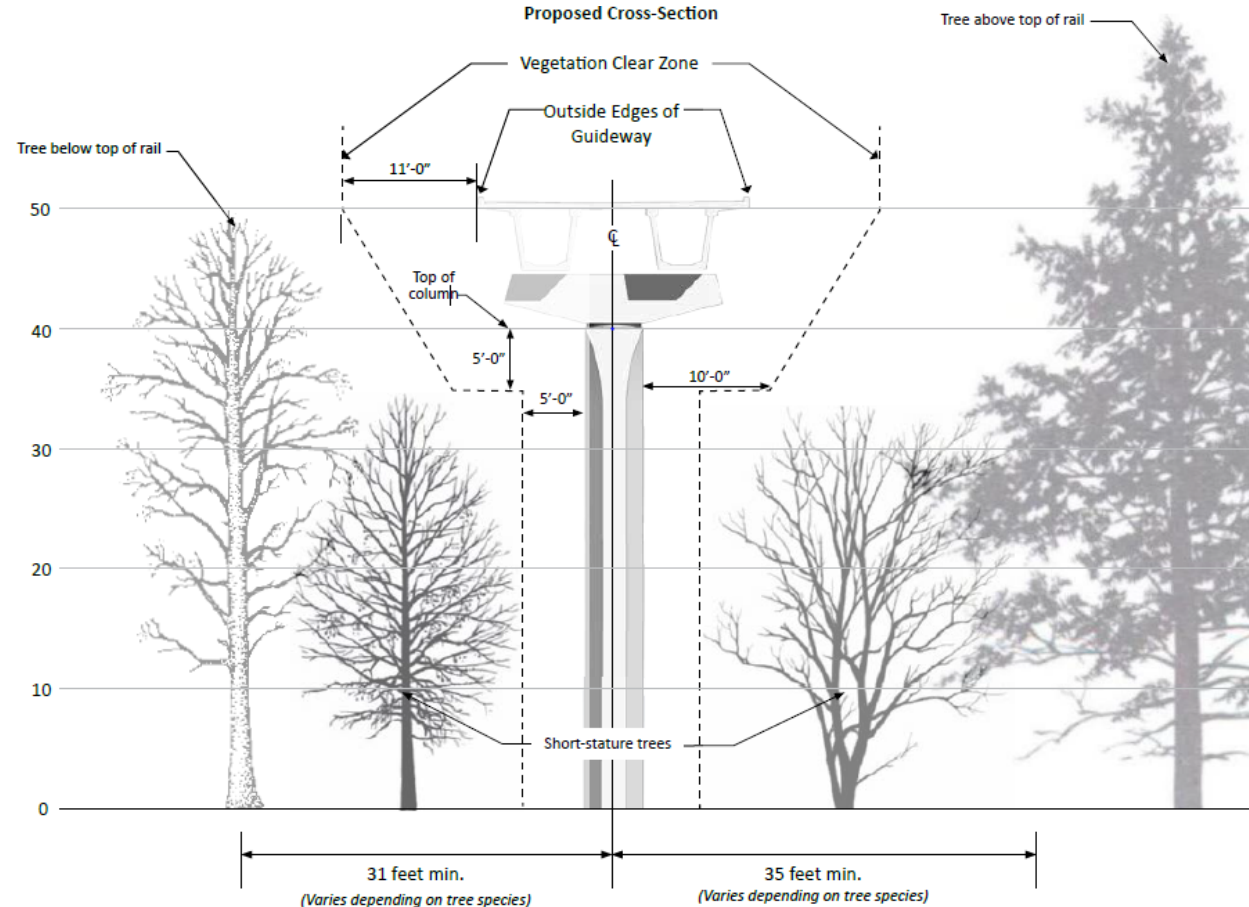 Proposed Cross-Section
Tree above top of rail
Vegetation Clear Zone
Outside Edges of
Guideway
Tree below top of rail
11'-0"
50
℄
Top of
column
40
5'-0"
10'-0"
5'-0"
30
20
10
Short-stature trees
0
31 feet min.
(Varies depending on tree species)
35 feet min.
(Varies depending on tree species)